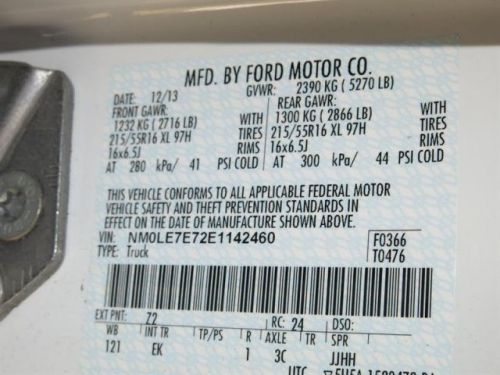 MFD. BY FORD MOTOR CO.
DATE: 12/13 GVWR: 2390 KG ( 5270 LB)
FRONT GAWR: REAR GAWR:
1232 KG ( 2716 LB) WITH 1300 KG ( 2866 LB) WITH
215/55R16 XL 97H TIRES 215/55R16 XL 97H TIRES
16x6.5J RIMS 16x6.5J RIMS
AT 280 kPa/ 41 PSI COLD AT 300 kPa/ 44 PSI COLD
THIS VEHICLE CONFORMS TO ALL APPLICABLE FEDERAL MOTOR
VEHICLE SAFETY AND THEFT PREVENTION STANDARDS IN
EFFECT ON THE DATE OF MANUFACTURE SHOWN ABOVE.
VIN: NM0LE7E72E1142460 F0366
TYPE: Truck T0476
EXT PNT: Z2 RC: 24 DSO:
WB INT TR TP/PS R AXLE TR SPR
121 EK 1 3C JJHH
UTC